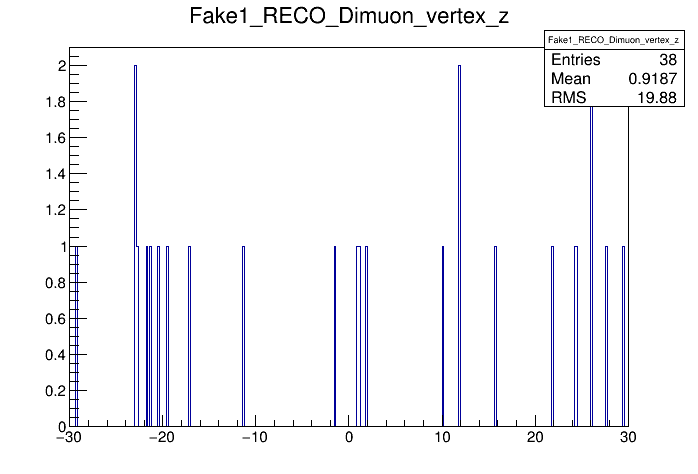 Fake1_RECO_Dimuon_vertex_z
Fake1_RECO_Dimuon_vertex_z
Entries 38
Mean 0.9187
RMS 19.88
2
1.8
1.6
1.4
1.2
1
0.8
0.6
0.4
0.2
0
−30 −20 −10 0 10 20 30